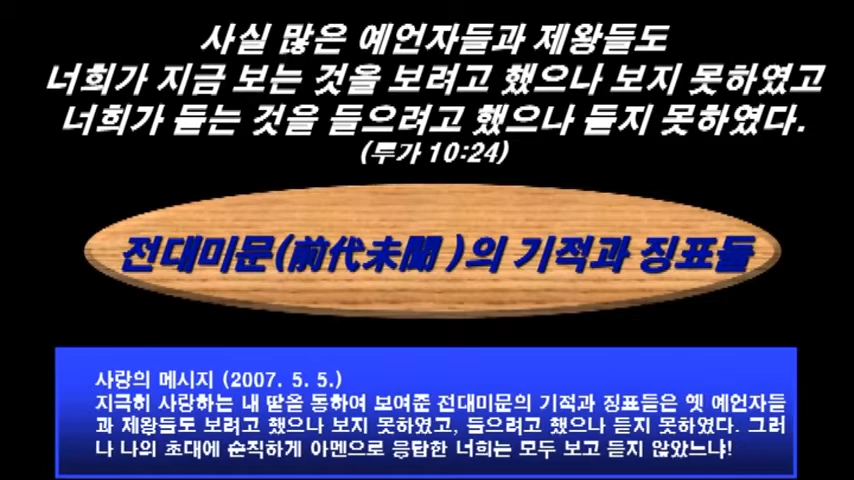 사실 많은 예언자들과 제왕들도
너희가 지금 보는 것을 보려고 했으나 보지 못하였고
너희가 듣는 것을 들으려고 했으나 듣지 못하였다.
(루가 10:24)
전대미문(前代未聞)의 기적과 징표들
사랑의 메시지 (2007. 5. 5.)
지극히 사랑하는 내 딸을 통하여 보여준 전대미문의 기적과 징표들은 옛 예언자들
과 제왕들도 보려고 했으나 보지 못하였고, 들으려고 했으나 듣지 못하였다. 그러
나 나의 초대에 순직하게 아멘으로 응답한 너희는 모두 보고 듣지 않았느냐!